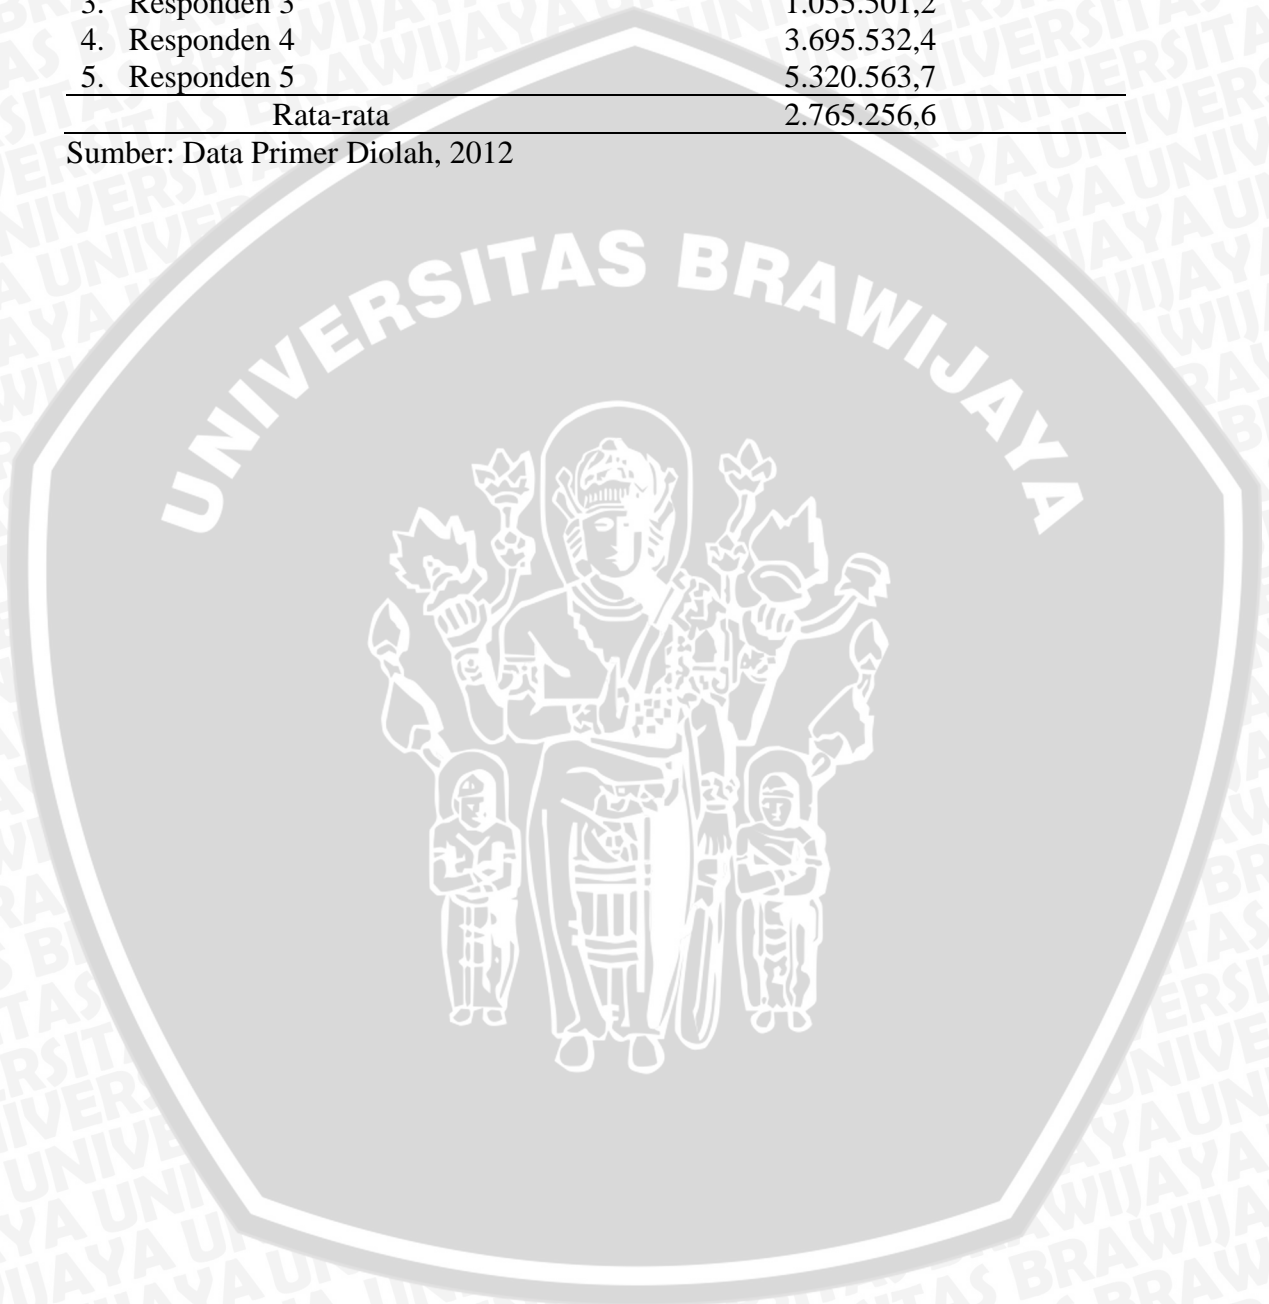 3. Responden 3 1.055.501,2
4. Responden 4 3.695.532,4
5. Responden 5 5.320.563,7
Rata-rata 2.765.256,6
Sumber: Data Primer Diolah, 2012
UNIVERSITAS BRAWIJAYA